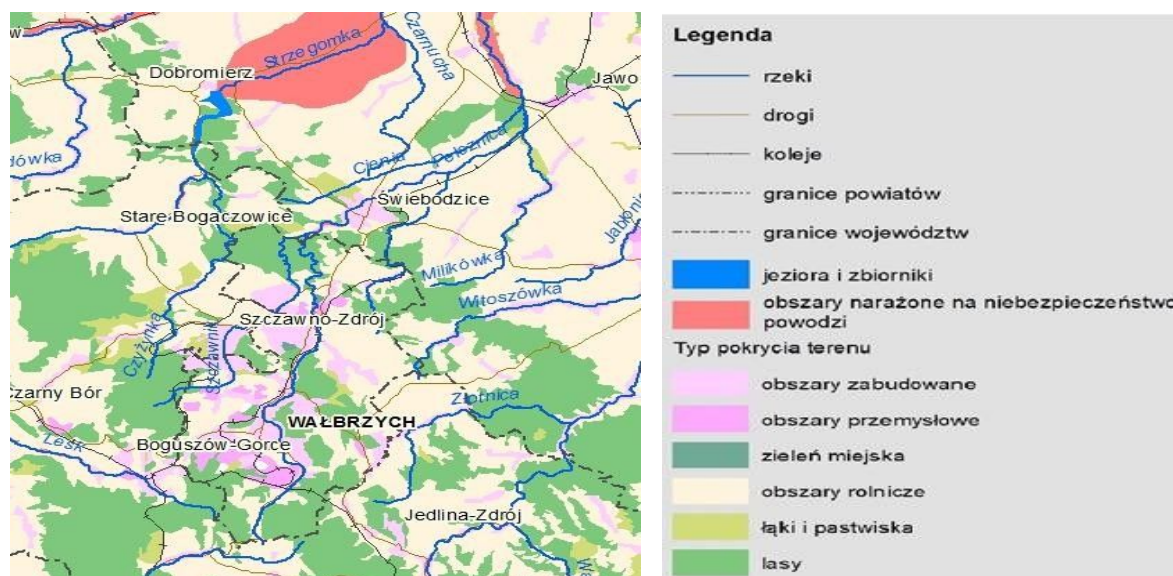 Strzegomka
Czarnucha
Dobromierz
Jawo
dówka
Cienia
Pełcznica
Świebodzice
Stare Bogaczowice
Jabłoni
Milikówka
Witoszówka
Szczawno-Zdrój
Czyżynka
Szczawnik
zarny Bór
Złotnica
WAŁBRZYCH
Lesk
Boguszów-Gorce
Jedlina-Zdrój
Legenda
rzeki
drogi
koleje
granice powiatów
granice województw
jeziora i zbiorniki
obszary narażone na niebezpieczeństwo
powodzi
Typ pokrycia terenu
obszary zabudowane
obszary przemysłowe
zieleń miejska
obszary rolnicze
łąki i pastwiska
lasy